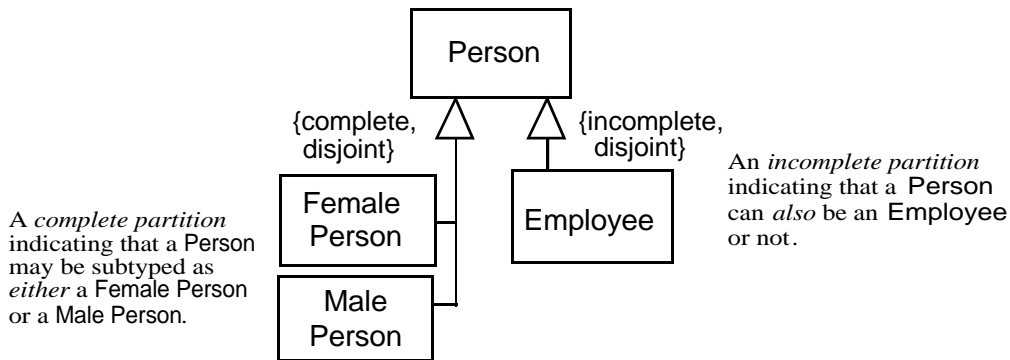 Person
{complete,
disjoint}
{incomplete,
disjoint}
Female
Person
Employee
Male
Person
A complete partition
indicating that a Person
may be subtyped as
either a Female Person
or a Male Person.
An incomplete partition
indicating that a Person
can also be an Employee
or not.